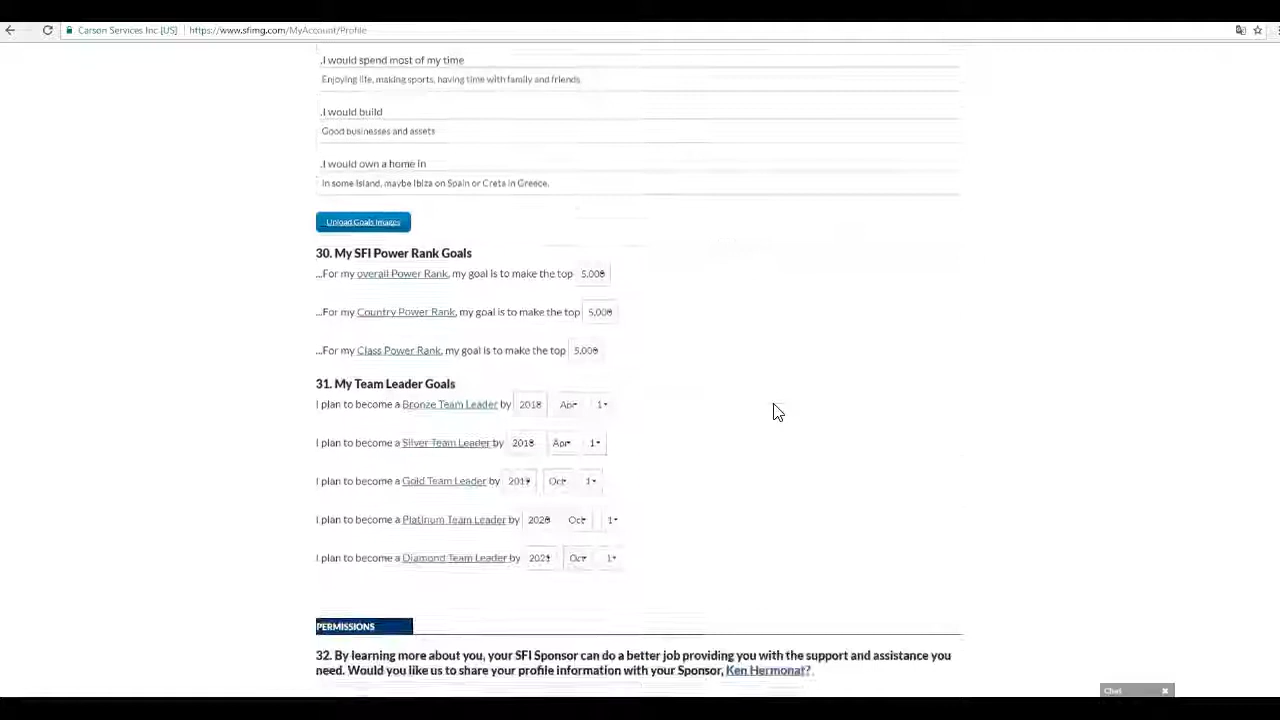 Carson Services Inc [US] https://www.sfimg.com/MyAccount/Profile
.I would spend most of my time
Enjoying life, making sports, having time with family and friends
.I would build
Good businesses and assets
.I would own a home in
In some Island, maybe Ibiza on Spain or Creta in Greece.
Upload Goals Images
30. My SFI Power Rank Goals
...For my overall Power Rank, my goal is to make the top 5,000
...For my Country Power Rank, my goal is to make the top 5,000
...For my Class Power Rank, my goal is to make the top 5,000
31. My Team Leader Goals
I plan to become a Bronze Team Leader by 2018 Apr 1
I plan to become a Silver Team Leader by 2018 Apr 1
I plan to become a Gold Team Leader by 2019 Oct 1
I plan to become a Platinum Team Leader by 2020 Oct 1
I plan to become a Diamond Team Leader by 2021 Oct 1
PERMISSIONS
32. By learning more about you, your SFI Sponsor can do a better job providing you with the support and assistance you
need. Would you like us to share your profile information with your Sponsor, Ken Hermonat?
Chat